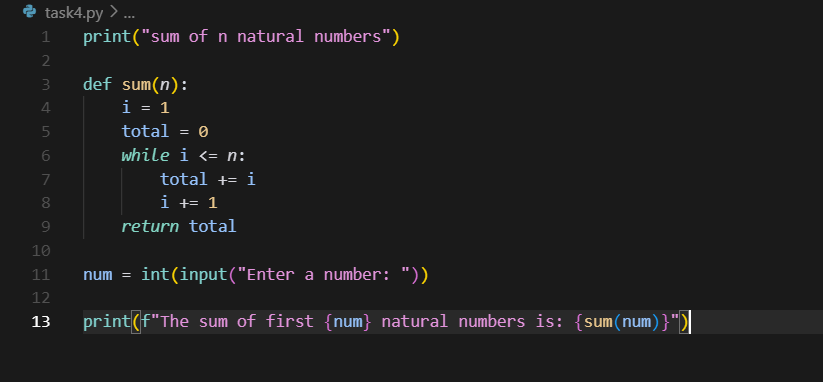 task4.py > ...
1 print("sum of n natural numbers")
2
3 def sum(n):
4     i = 1
5     total = 0
6     while i <= n:
7         total += i
8         i += 1
9     return total
10
11 num = int(input("Enter a number: "))
12
13 print(f"The sum of first {num} natural numbers is: {sum(num)}")